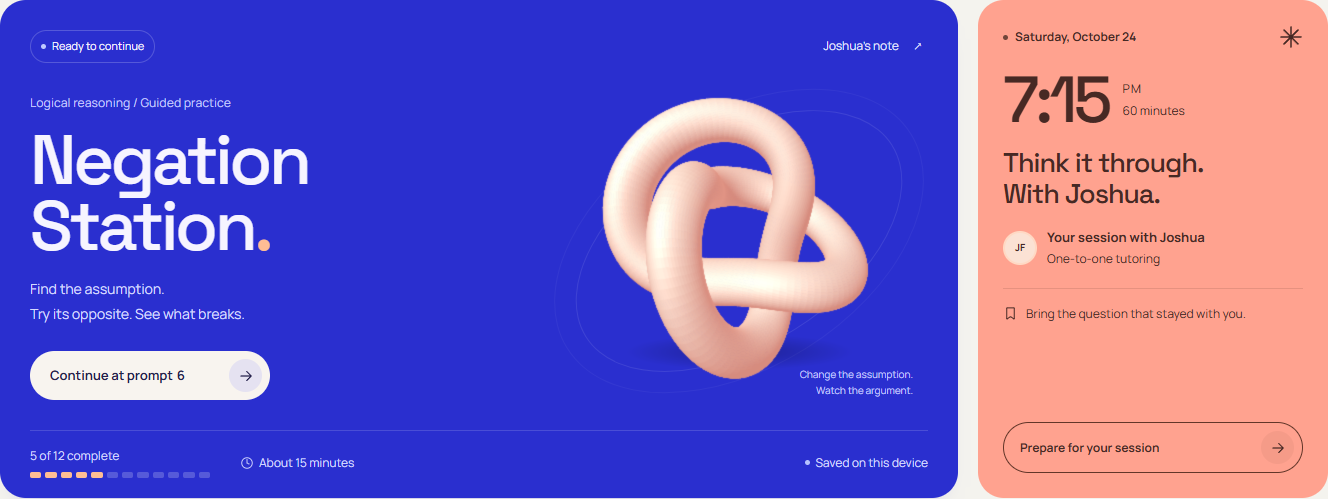 Ready to continue
Joshua's note ↗
Logical reasoning / Guided practice
Negation
Station.
Find the assumption.
Try its opposite. See what breaks.
Continue at prompt 6
Change the assumption.
Watch the argument.
5 of 12 complete
About 15 minutes
Saved on this device
Saturday, October 24
7:15 PM
60 minutes
Think it through.
With Joshua.
JF
Your session with Joshua
One-to-one tutoring
Bring the question that stayed with you.
Prepare for your session